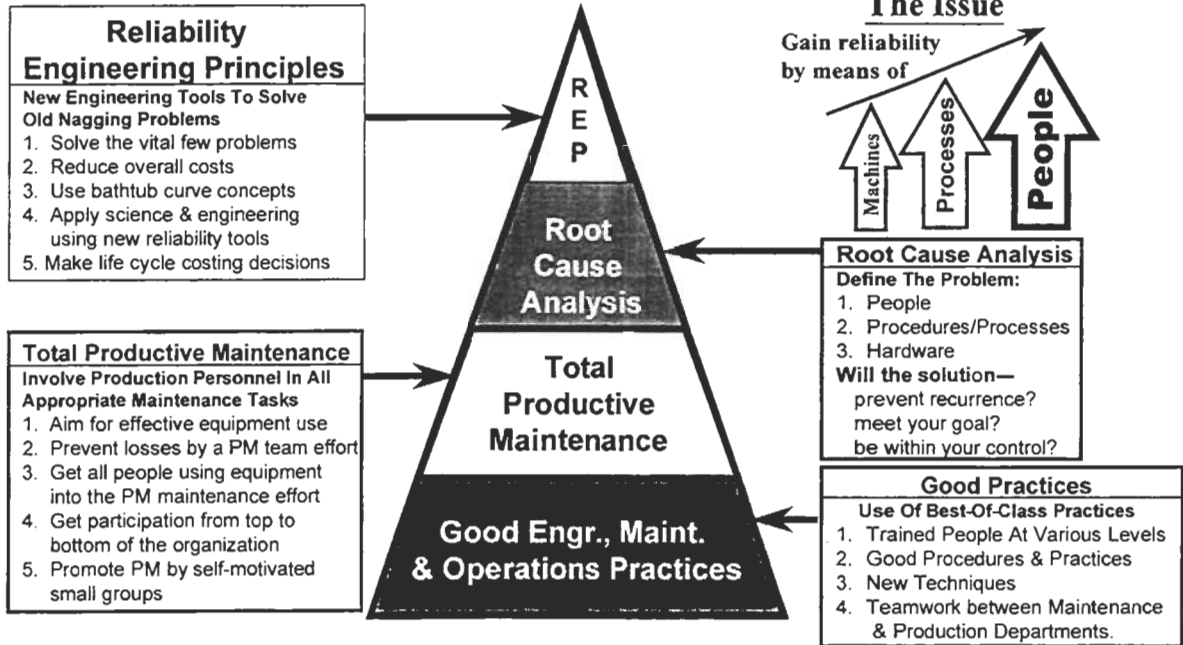 Reliability
Engineering Principles
New Engineering Tools To Solve
Old Nagging Problems
1. Solve the vital few problems
2. Reduce overall costs
3. Use bathtub curve concepts
4. Apply science & engineering
using new reliability tools
5. Make life cycle costing decisions
Total Productive Maintenance
Involve Production Personnel In All
Appropriate Maintenance Tasks
1. Aim for effective equipment use
2. Prevent losses by a PM team effort
3. Get all people using equipment
into the PM maintenance effort
4. Get participation from top to
bottom of the organization
5. Promote PM by self-motivated
small groups
R
E
P
Root
Cause
Analysis
Total
Productive
Maintenance
Good Engr., Maint.
& Operations Practices
The Issue
Gain reliability
by means of
Machines
Processes
People
Root Cause Analysis
Define The Problem:
1. People
2. Procedures/Processes
3. Hardware
Will the solution—
prevent recurrence?
meet your goal?
be within your control?
Good Practices
Use Of Best-Of-Class Practices
1. Trained People At Various Levels
2. Good Procedures & Practices
3. New Techniques
4. Teamwork between Maintenance
& Production Departments.